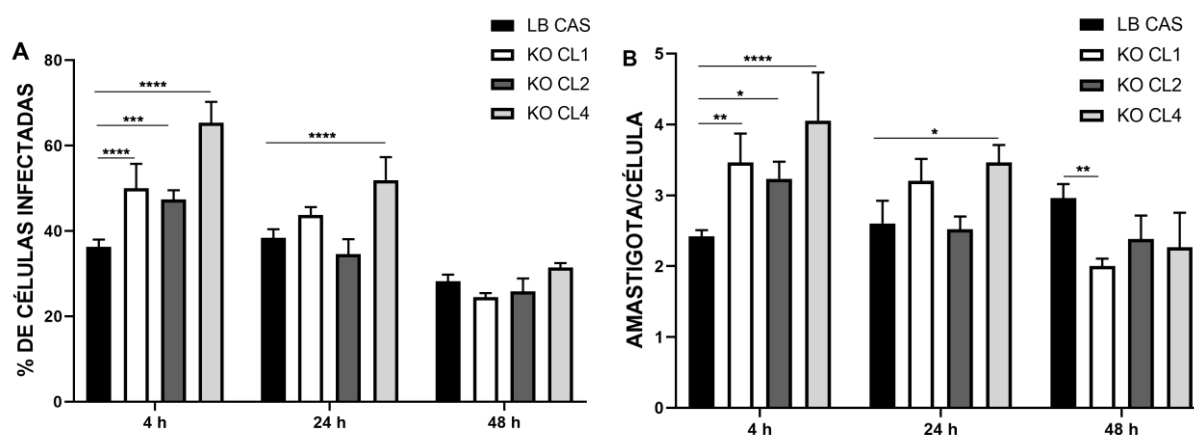 A
% DE CÉLULAS INFECTADAS
80
60
40
20
0
****
***
****
****
4 h
24 h
48 h
LB CAS
KO CL1
KO CL2
KO CL4
B
AMASTIGOTA/CÉLULA
5
4
3
2
1
0
****
*
**
*
**
4 h
24 h
48 h
LB CAS
KO CL1
KO CL2
KO CL4